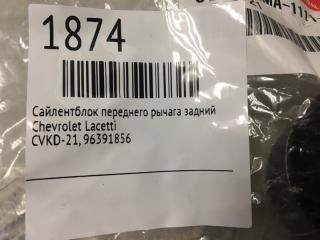 1874
Сайлентблок переднего рычага задний
Chevrolet Lacetti
CVKD-21, 96391856